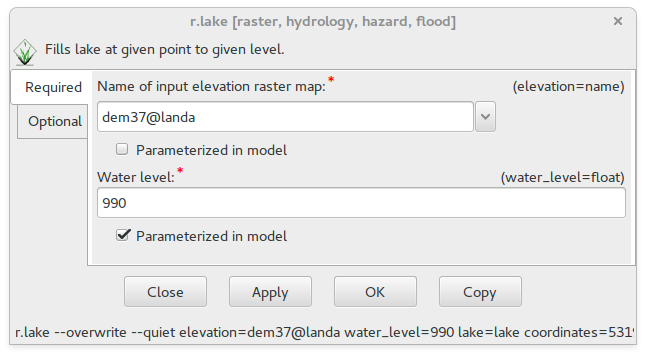 r.lake [raster, hydrology, hazard, flood]
Fills lake at given point to given level.
Required
Optional
Name of input elevation raster map:* (elevation=name)
dem37@landa
Parameterized in model
Water level:* (water_level=float)
990
Parameterized in model
Close Apply OK Copy
r.lake --overwrite --quiet elevation=dem37@landa water_level=990 lake=lake coordinates=531